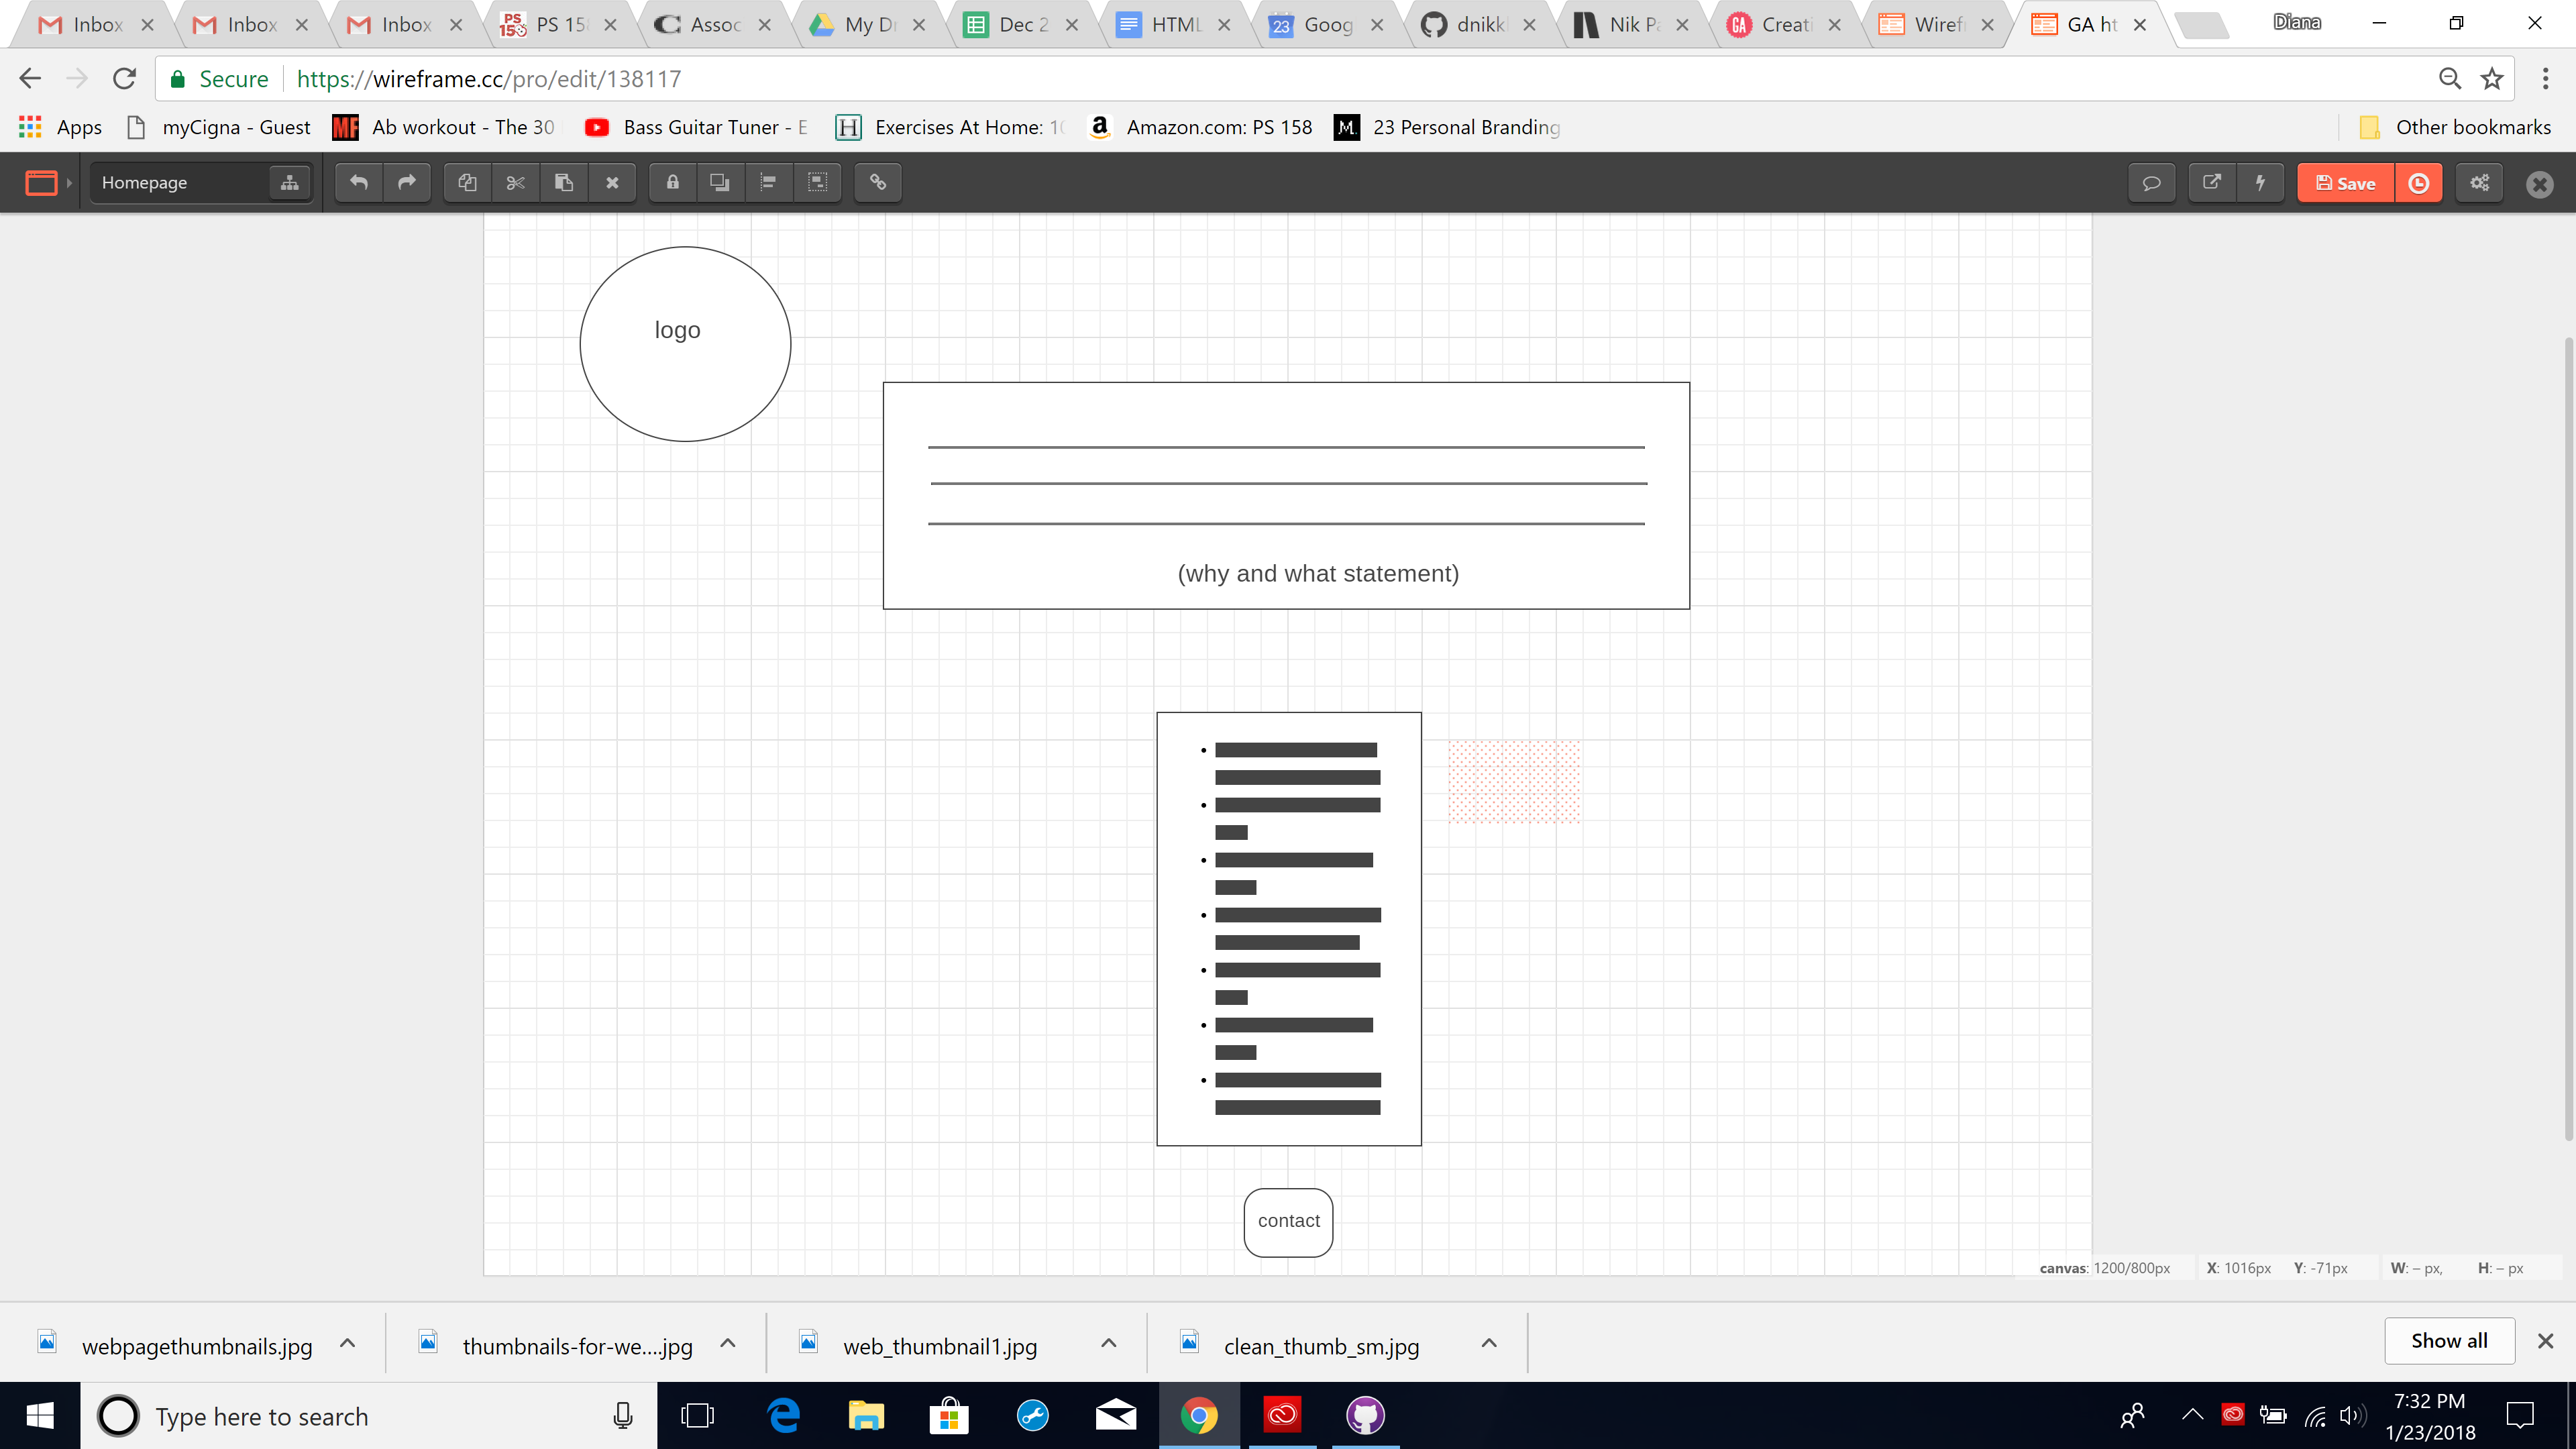 Inbox
Inbox
Inbox
PS 15
Assoc
My Dr
Dec 2
HTML
Goog
dnikk
Nik Pa
Creati
Wiref
GA ht
Diana
Secure https://wireframe.cc/pro/edit/138117
Apps myCigna - Guest Ab workout - The 30 Bass Guitar Tuner - E Exercises At Home: 10 Amazon.com: PS 158 23 Personal Branding Other bookmarks
Homepage Save
logo
(why and what statement)
contact
canvas: 1200/800px X: 1016px Y: -71px W: – px, H: – px
webpagethumbnails.jpg thumbnails-for-we....jpg web_thumbnail1.jpg clean_thumb_sm.jpg Show all
Type here to search
7:32 PM
1/23/2018